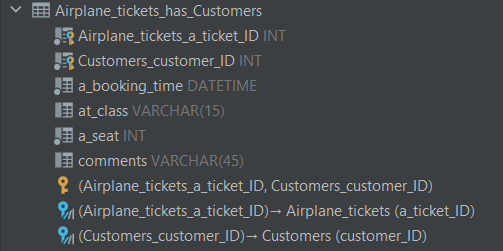 Airplane_tickets_has_Customers
Airplane_tickets_a_ticket_ID INT
Customers_customer_ID INT
a_booking_time DATETIME
at_class VARCHAR(15)
a_seat INT
comments VARCHAR(45)
(Airplane_tickets_a_ticket_ID, Customers_customer_ID)
(Airplane_tickets_a_ticket_ID)→ Airplane_tickets (a_ticket_ID)
(Customers_customer_ID)→ Customers (customer_ID)